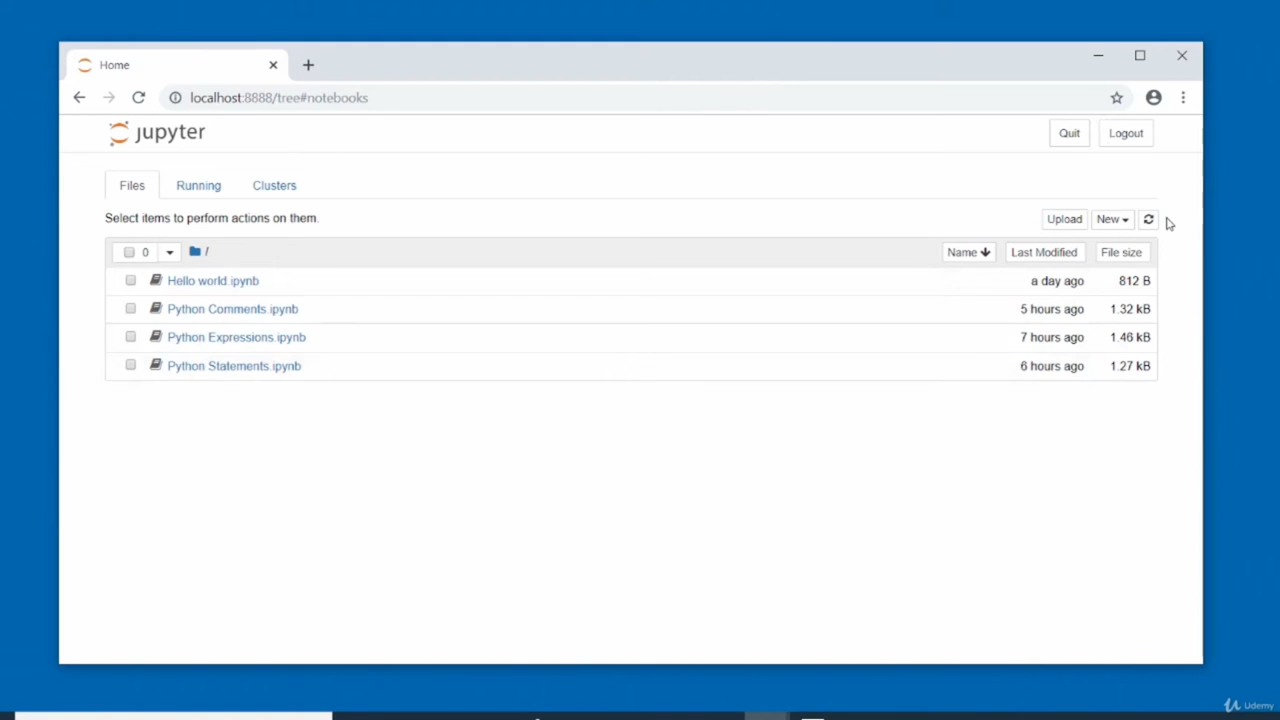 Home
localhost:8888/tree#notebooks
jupyter
Quit Logout
Files Running Clusters
Select items to perform actions on them.
Upload New
0 / Name Last Modified File size
Hello world.ipynb a day ago 812 B
Python Comments.ipynb 5 hours ago 1.32 kB
Python Expressions.ipynb 7 hours ago 1.46 kB
Python Statements.ipynb 6 hours ago 1.27 kB
Udemy